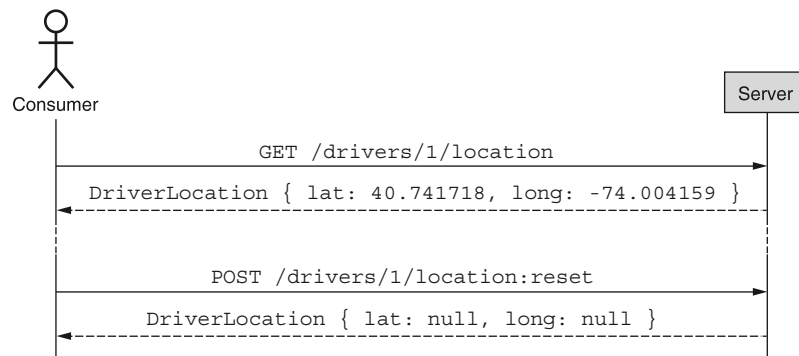 Consumer
Server
GET /drivers/1/location
DriverLocation { lat: 40.741718, long: -74.004159 }
POST /drivers/1/location:reset
DriverLocation { lat: null, long: null }